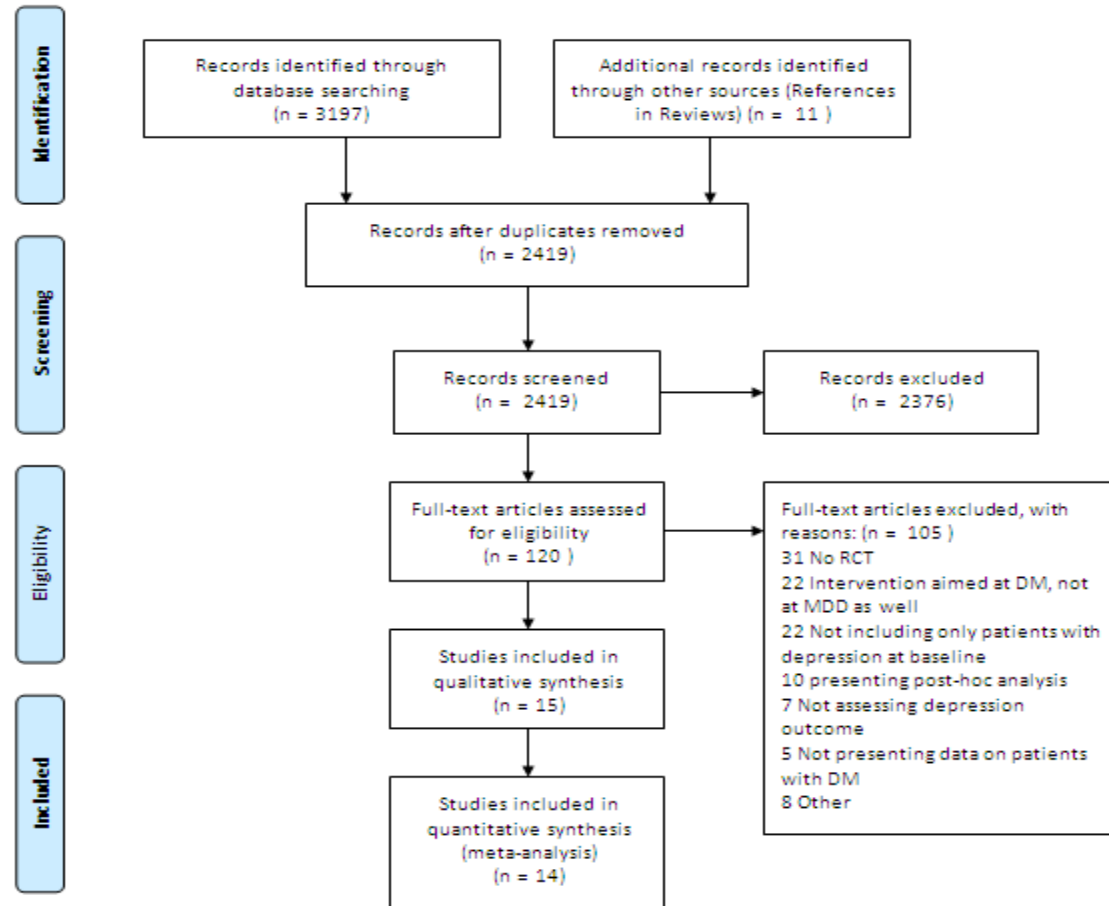 Identification
Records identified through
database searching
(n = 3197)
Additional records identified
through other sources (References
in Reviews) (n =  11 )
Records after duplicates removed
(n = 2419)
Screening
Records screened
(n =  2419)
Records excluded
(n =  2376)
Eligibility
Full-text articles assessed
for eligibility
(n = 120 )
Full-text articles excluded, with
reasons: (n =  105 )
31 No RCT
22 Intervention aimed at DM, not
at MDD as well
22 Not including only patients with
depression at baseline
10 presenting post-hoc analysis
7 Not assessing depression
outcome
5 Not presenting data on patients
with DM
8 Other
Studies included in
qualitative synthesis
(n = 15)
Included
Studies included in
quantitative synthesis
(meta-analysis)
(n = 14)